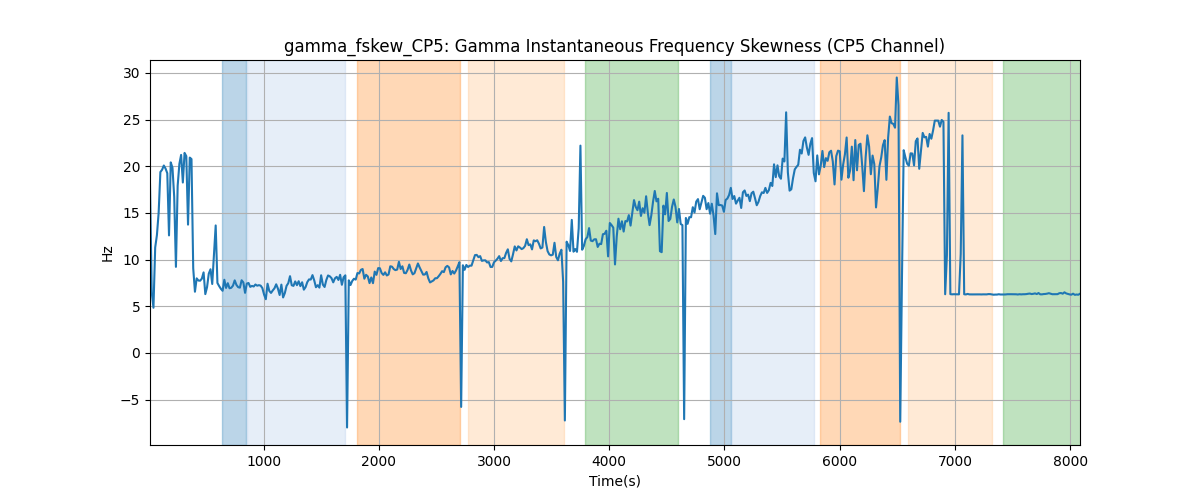 gamma_fskew_CP5: Gamma Instantaneous Frequency Skewness (CP5 Channel)
30
25
20
15
10
5
0
−5
Hz
1000 2000 3000 4000 5000 6000 7000 8000
Time(s)